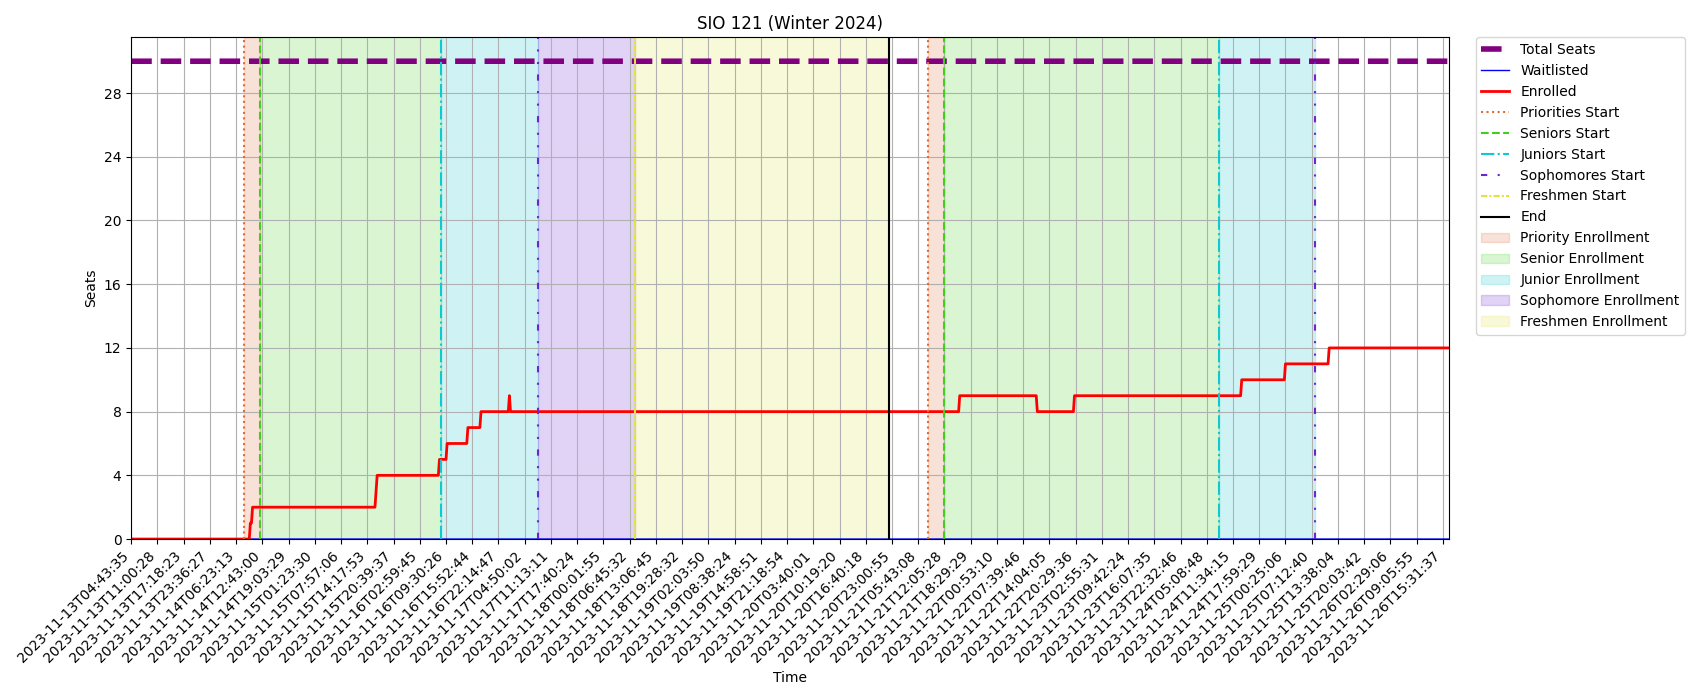 SIO 121 (Winter 2024)
Seats
28
24
20
16
12
8
4
0
2023-11-13T04:43:35
2023-11-13T11:00:28
2023-11-13T17:18:23
2023-11-13T23:36:27
2023-11-14T06:23:13
2023-11-14T12:43:00
2023-11-14T19:03:29
2023-11-15T01:23:30
2023-11-15T07:57:06
2023-11-15T14:17:53
2023-11-15T20:39:37
2023-11-16T02:59:45
2023-11-16T09:30:26
2023-11-16T15:52:44
2023-11-16T22:14:47
2023-11-17T04:50:02
2023-11-17T11:13:11
2023-11-17T17:40:24
2023-11-18T00:01:55
2023-11-18T06:45:32
2023-11-18T13:06:45
2023-11-18T19:28:32
2023-11-19T02:03:50
2023-11-19T08:38:24
2023-11-19T14:58:51
2023-11-19T21:18:54
2023-11-20T03:40:01
2023-11-20T10:19:20
2023-11-20T16:40:18
2023-11-20T23:00:55
2023-11-21T05:43:08
2023-11-21T12:05:28
2023-11-21T18:29:29
2023-11-22T00:53:10
2023-11-22T07:39:46
2023-11-22T14:04:05
2023-11-22T20:29:36
2023-11-23T02:55:31
2023-11-23T09:42:24
2023-11-23T16:07:35
2023-11-23T22:32:46
2023-11-24T05:08:48
2023-11-24T11:34:15
2023-11-24T17:59:29
2023-11-25T00:25:06
2023-11-25T07:12:40
2023-11-25T13:38:04
2023-11-25T20:03:42
2023-11-26T02:29:06
2023-11-26T09:05:55
2023-11-26T15:31:37
Time
Total Seats
Waitlisted
Enrolled
Priorities Start
Seniors Start
Juniors Start
Sophomores Start
Freshmen Start
End
Priority Enrollment
Senior Enrollment
Junior Enrollment
Sophomore Enrollment
Freshmen Enrollment